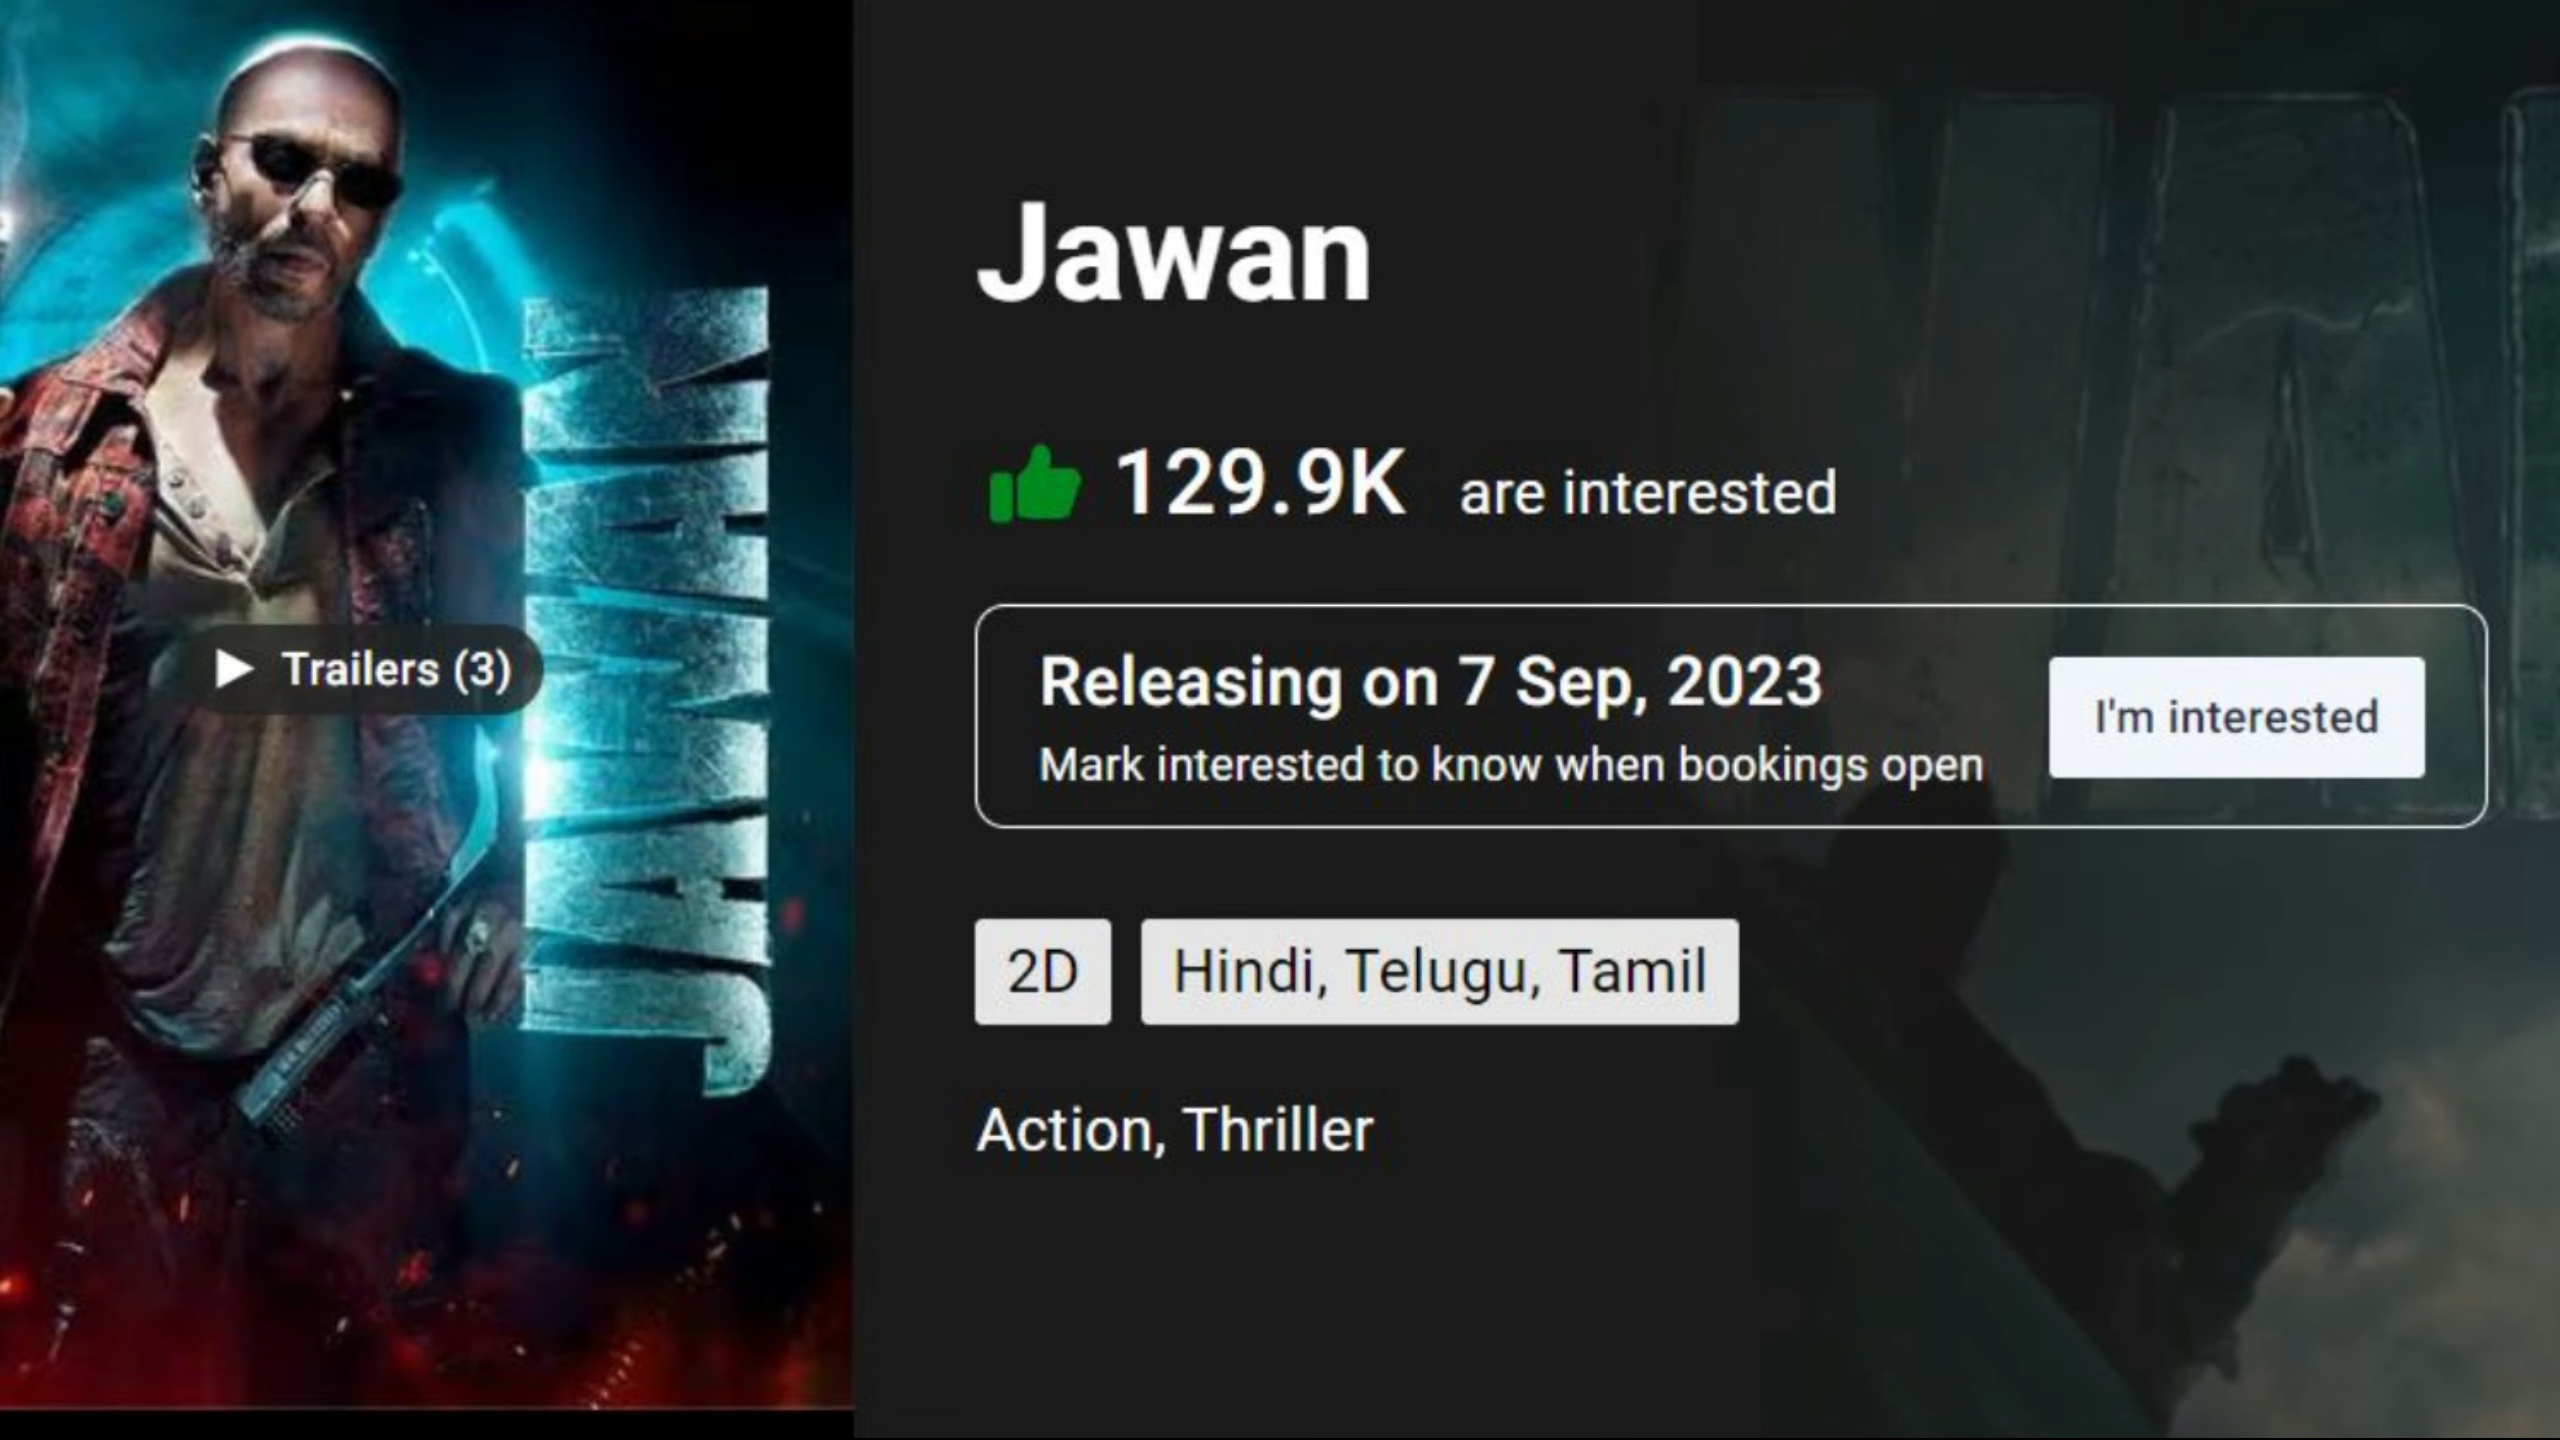 JAWAN
Trailers (3)
Jawan
129.9K are interested
Releasing on 7 Sep, 2023
Mark interested to know when bookings open
I'm interested
2D
Hindi, Telugu, Tamil
Action, Thriller